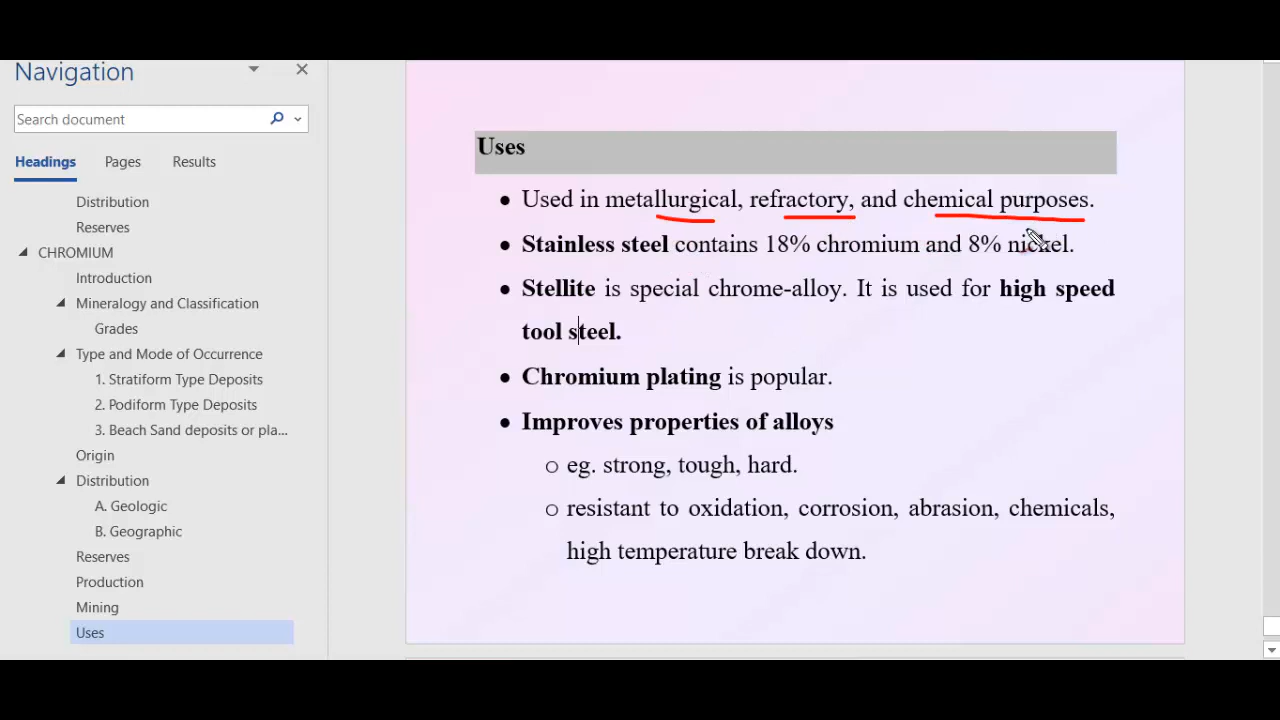 Navigation
Search document
Headings Pages Results
Distribution
Reserves
CHROMIUM
Introduction
Mineralogy and Classification
Grades
Type and Mode of Occurrence
1. Stratiform Type Deposits
2. Podiform Type Deposits
3. Beach Sand deposits or pla...
Origin
Distribution
A. Geologic
B. Geographic
Reserves
Production
Mining
Uses
Uses
• Used in metallurgical, refractory, and chemical purposes.
• Stainless steel contains 18% chromium and 8% nickel.
• Stellite is special chrome-alloy. It is used for high speed
tool steel.
• Chromium plating is popular.
• Improves properties of alloys
o eg. strong, tough, hard.
o resistant to oxidation, corrosion, abrasion, chemicals,
high temperature break down.